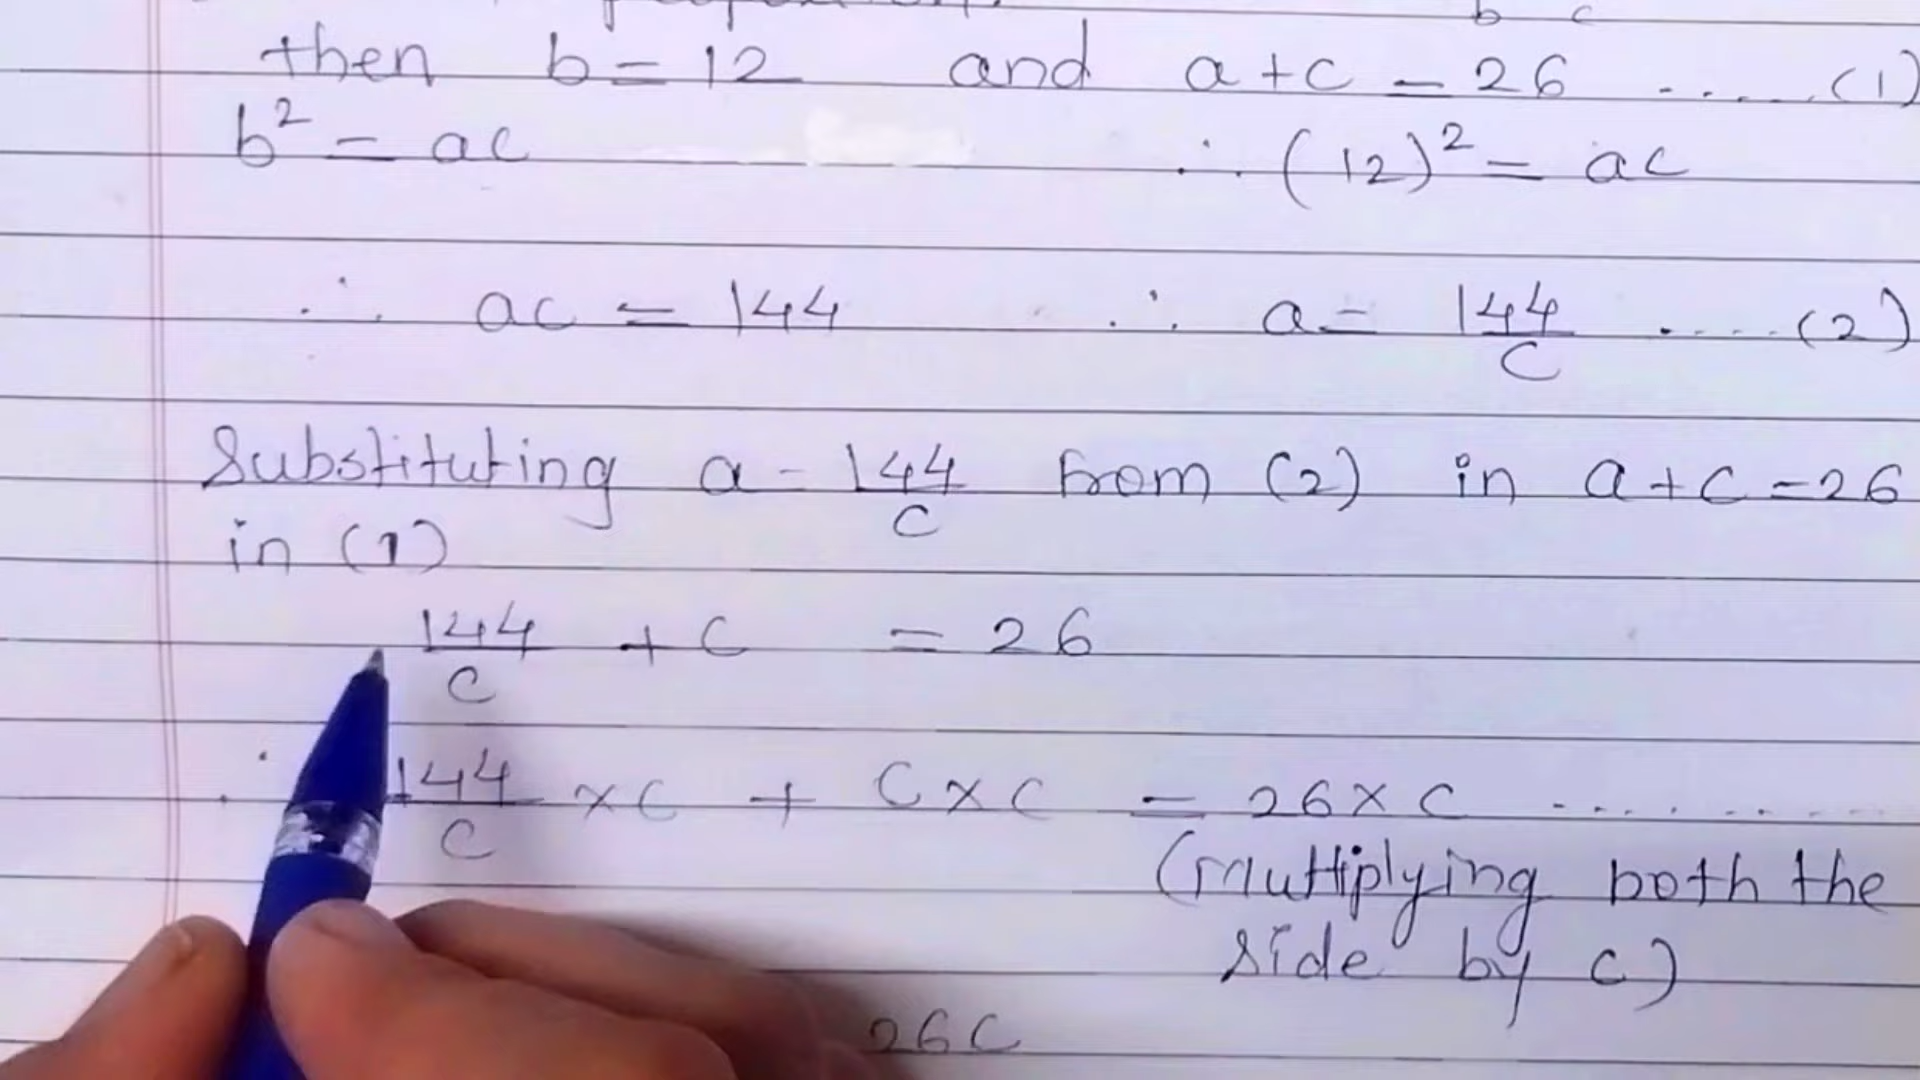 b c
then b = 12 and a + c = 26 ..... (1)
b² = ac ∴ (12)² = ac
∴ ac = 144 ∴ a = 144/c ..... (2)
Substituting a = 144/c from (2) in a + c = 26
in (1)
144/c + c = 26
144/c × c + c × c = 26 × c ..........
(multiplying both the
side by c)
26c